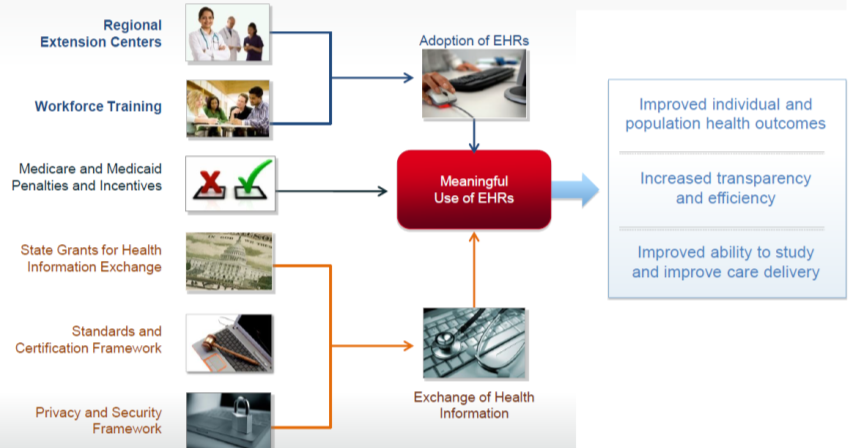 Regional
Extension Centers
Adoption of EHRs
Workforce Training
Medicare and Medicaid
Penalties and Incentives
Meaningful
Use of EHRs
State Grants for Health
Information Exchange
Standards and
Certification Framework
Exchange of Health
Information
Privacy and Security
Framework
Improved individual and
population health outcomes
Increased transparency
and efficiency
Improved ability to study
and improve care delivery